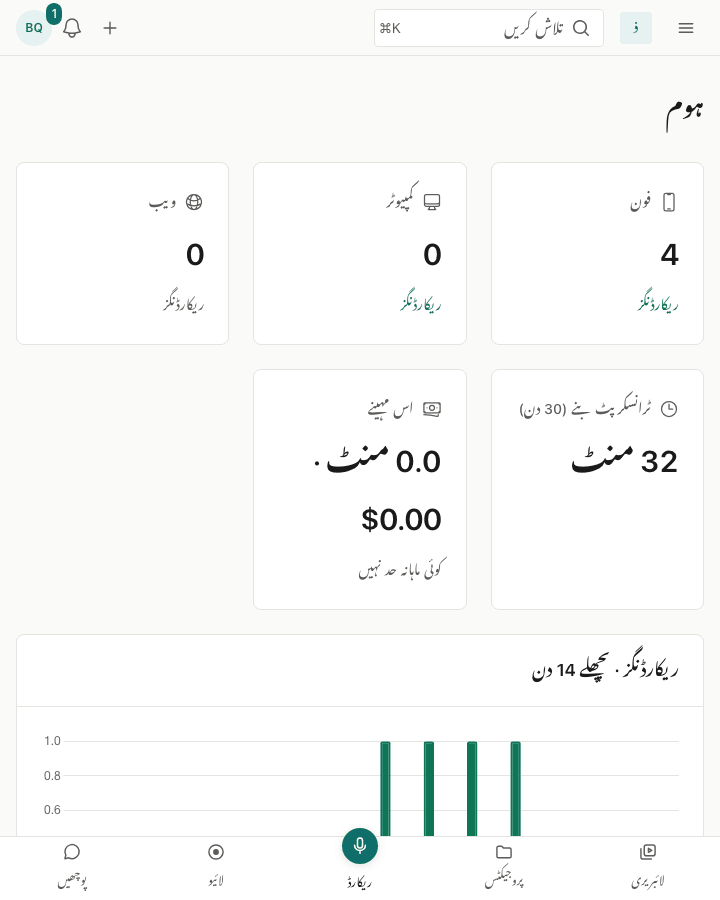 ذ
تلاش کریں
⌘K
1
BQ
ہوم
فون
4
ریکارڈنگز
کمپیوٹر
0
ریکارڈنگز
ویب
0
ریکارڈنگز
ٹرانسکرپٹ بنے (30 دن)
32 منٹ
اس مہینے
0.0 منٹ ·
$0.00
کوئی ماہانہ حد نہیں
ریکارڈنگز · پچھلے 14 دن
1.0
0.8
0.6
لائبریری
پروجیکٹس
ریکارڈ
لائیو
پوچھیں